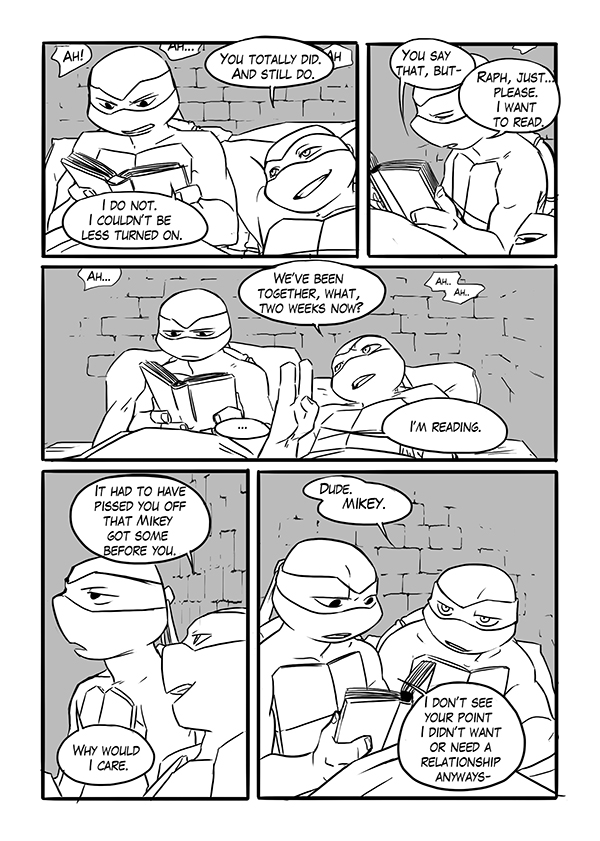 Ah!
Ah...
Ah
You totally did.
And still do.
I do not.
I couldn't be
less turned on.
You say
that, but-
Raph, just...
please.
I want
to read.
Ah...
We've been
together, what,
two weeks now?
Ah..
Ah..
...
I'm reading.
It had to have
pissed you off
that Mikey
got some
before you.
Why would
I care.
Dude.
Mikey.
I don't see
your point
I didn't want
or need a
relationship
anyways-